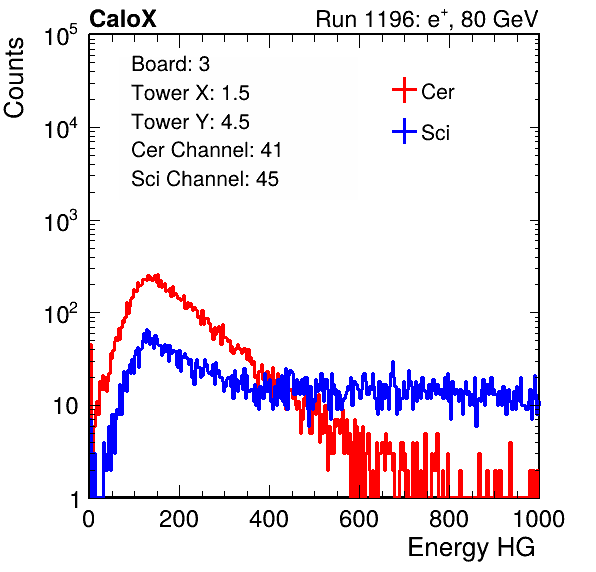 CaloX Run 1196: e⁺, 80 GeV
Counts
Board: 3
Tower X: 1.5
Tower Y: 4.5
Cer Channel: 41
Sci Channel: 45
Cer
Sci
10⁵
10⁴
10³
10²
10
1
0 200 400 600 800 1000
Energy HG